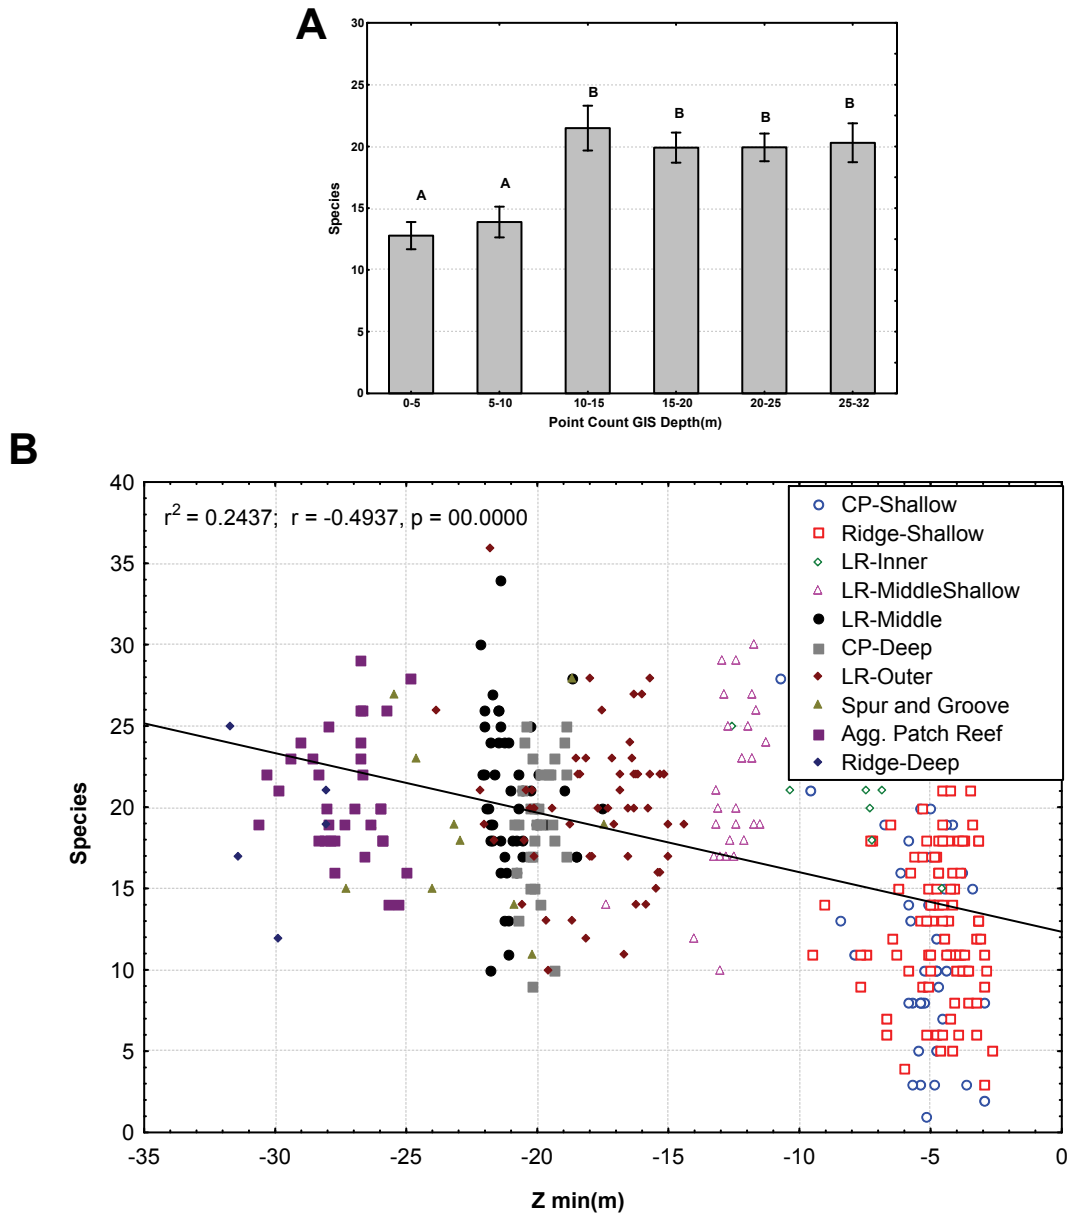 A
30
25
20
15
10
5
0
Species
A
A
B
B
B
B
0-5
5-10
10-15
15-20
20-25
25-32
Point Count GIS Depth(m)
B
40
35
30
25
20
15
10
5
0
Species
r2 = 0.2437; r = -0.4937, p = 00.0000
CP-Shallow
Ridge-Shallow
LR-Inner
LR-MiddleShallow
LR-Middle
CP-Deep
LR-Outer
Spur and Groove
Agg. Patch Reef
Ridge-Deep
-35
-30
-25
-20
-15
-10
-5
0
Z min(m)